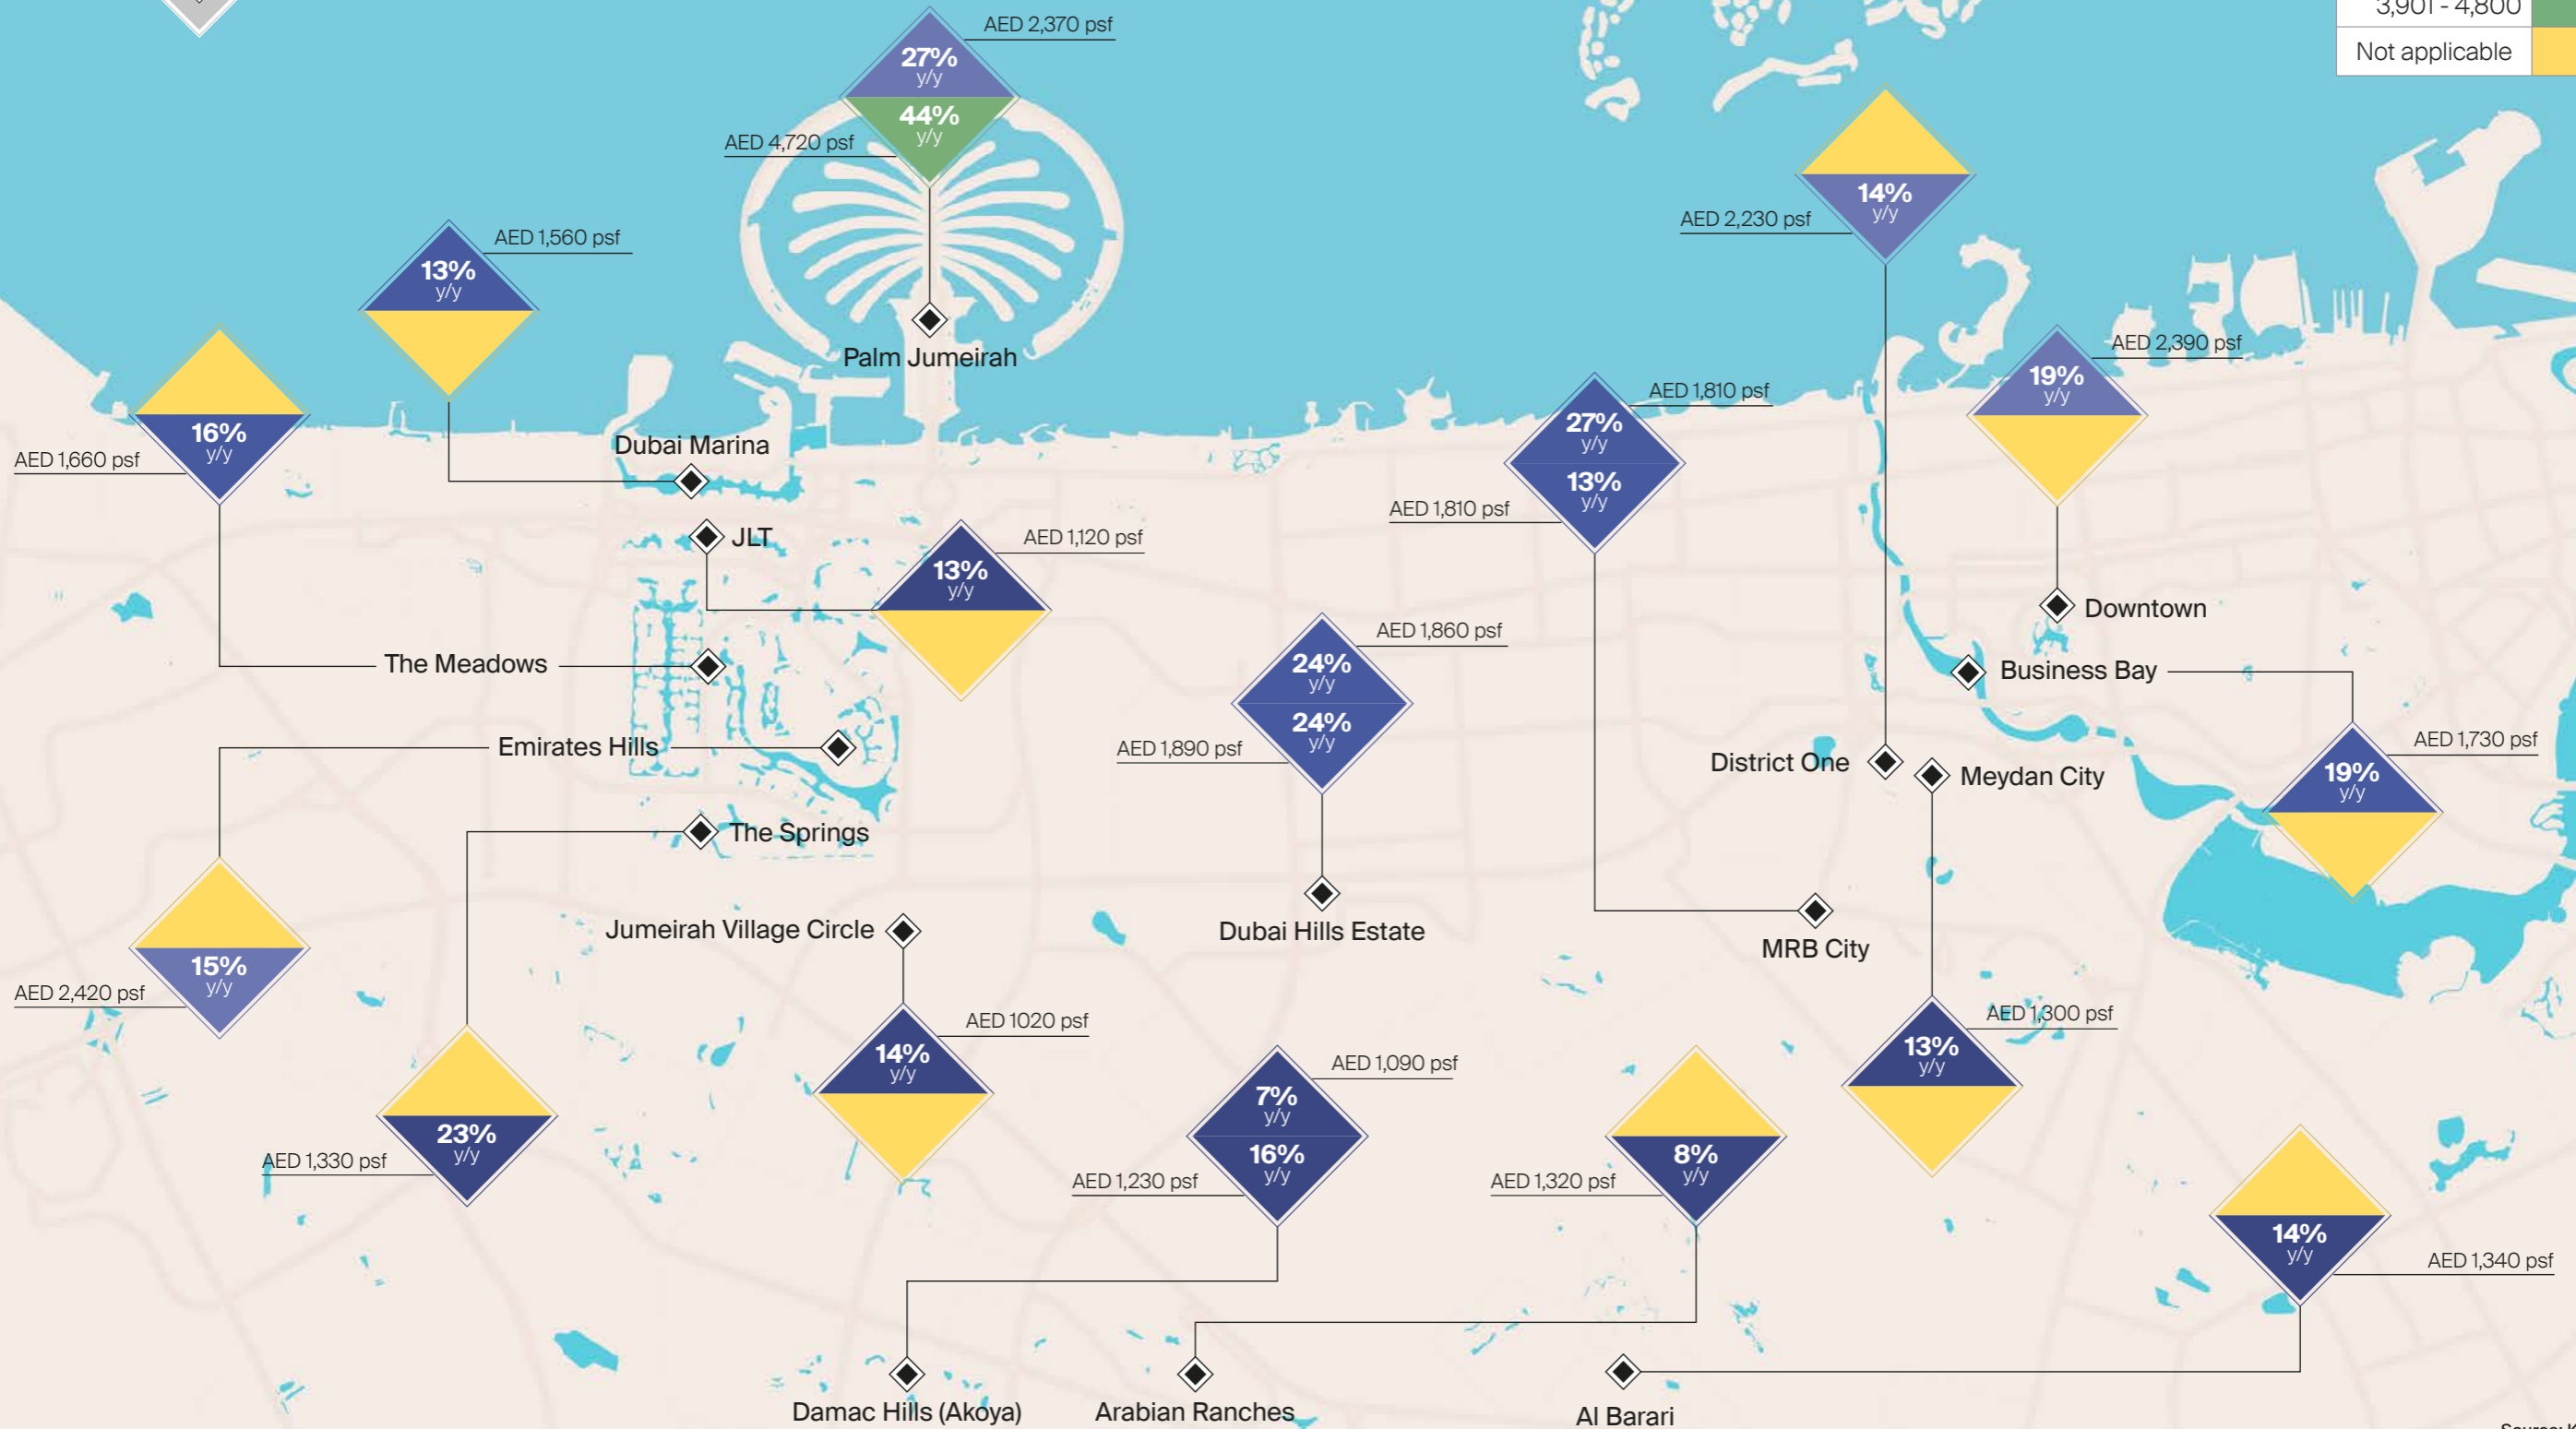 3,901 - 4,800
Not applicable
AED 2,370 psf
27%
y/y
44%
y/y
AED 4,720 psf
Palm Jumeirah
14%
y/y
AED 2,230 psf
AED 1,560 psf
13%
y/y
16%
y/y
AED 1,660 psf
AED 2,390 psf
19%
y/y
AED 1,810 psf
27%
y/y
13%
y/y
AED 1,810 psf
Dubai Marina
JLT
AED 1,120 psf
13%
y/y
Downtown
AED 1,860 psf
24%
y/y
24%
y/y
AED 1,890 psf
The Meadows
Business Bay
Emirates Hills
District One
Meydan City
AED 1,730 psf
19%
y/y
The Springs
Jumeirah Village Circle
Dubai Hills Estate
MRB City
15%
y/y
AED 2,420 psf
AED 1020 psf
14%
y/y
AED 1,300 psf
13%
y/y
AED 1,090 psf
7%
y/y
16%
y/y
AED 1,230 psf
23%
y/y
AED 1,330 psf
8%
y/y
AED 1,320 psf
14%
y/y
AED 1,340 psf
Damac Hills (Akoya)
Arabian Ranches
Al Barari